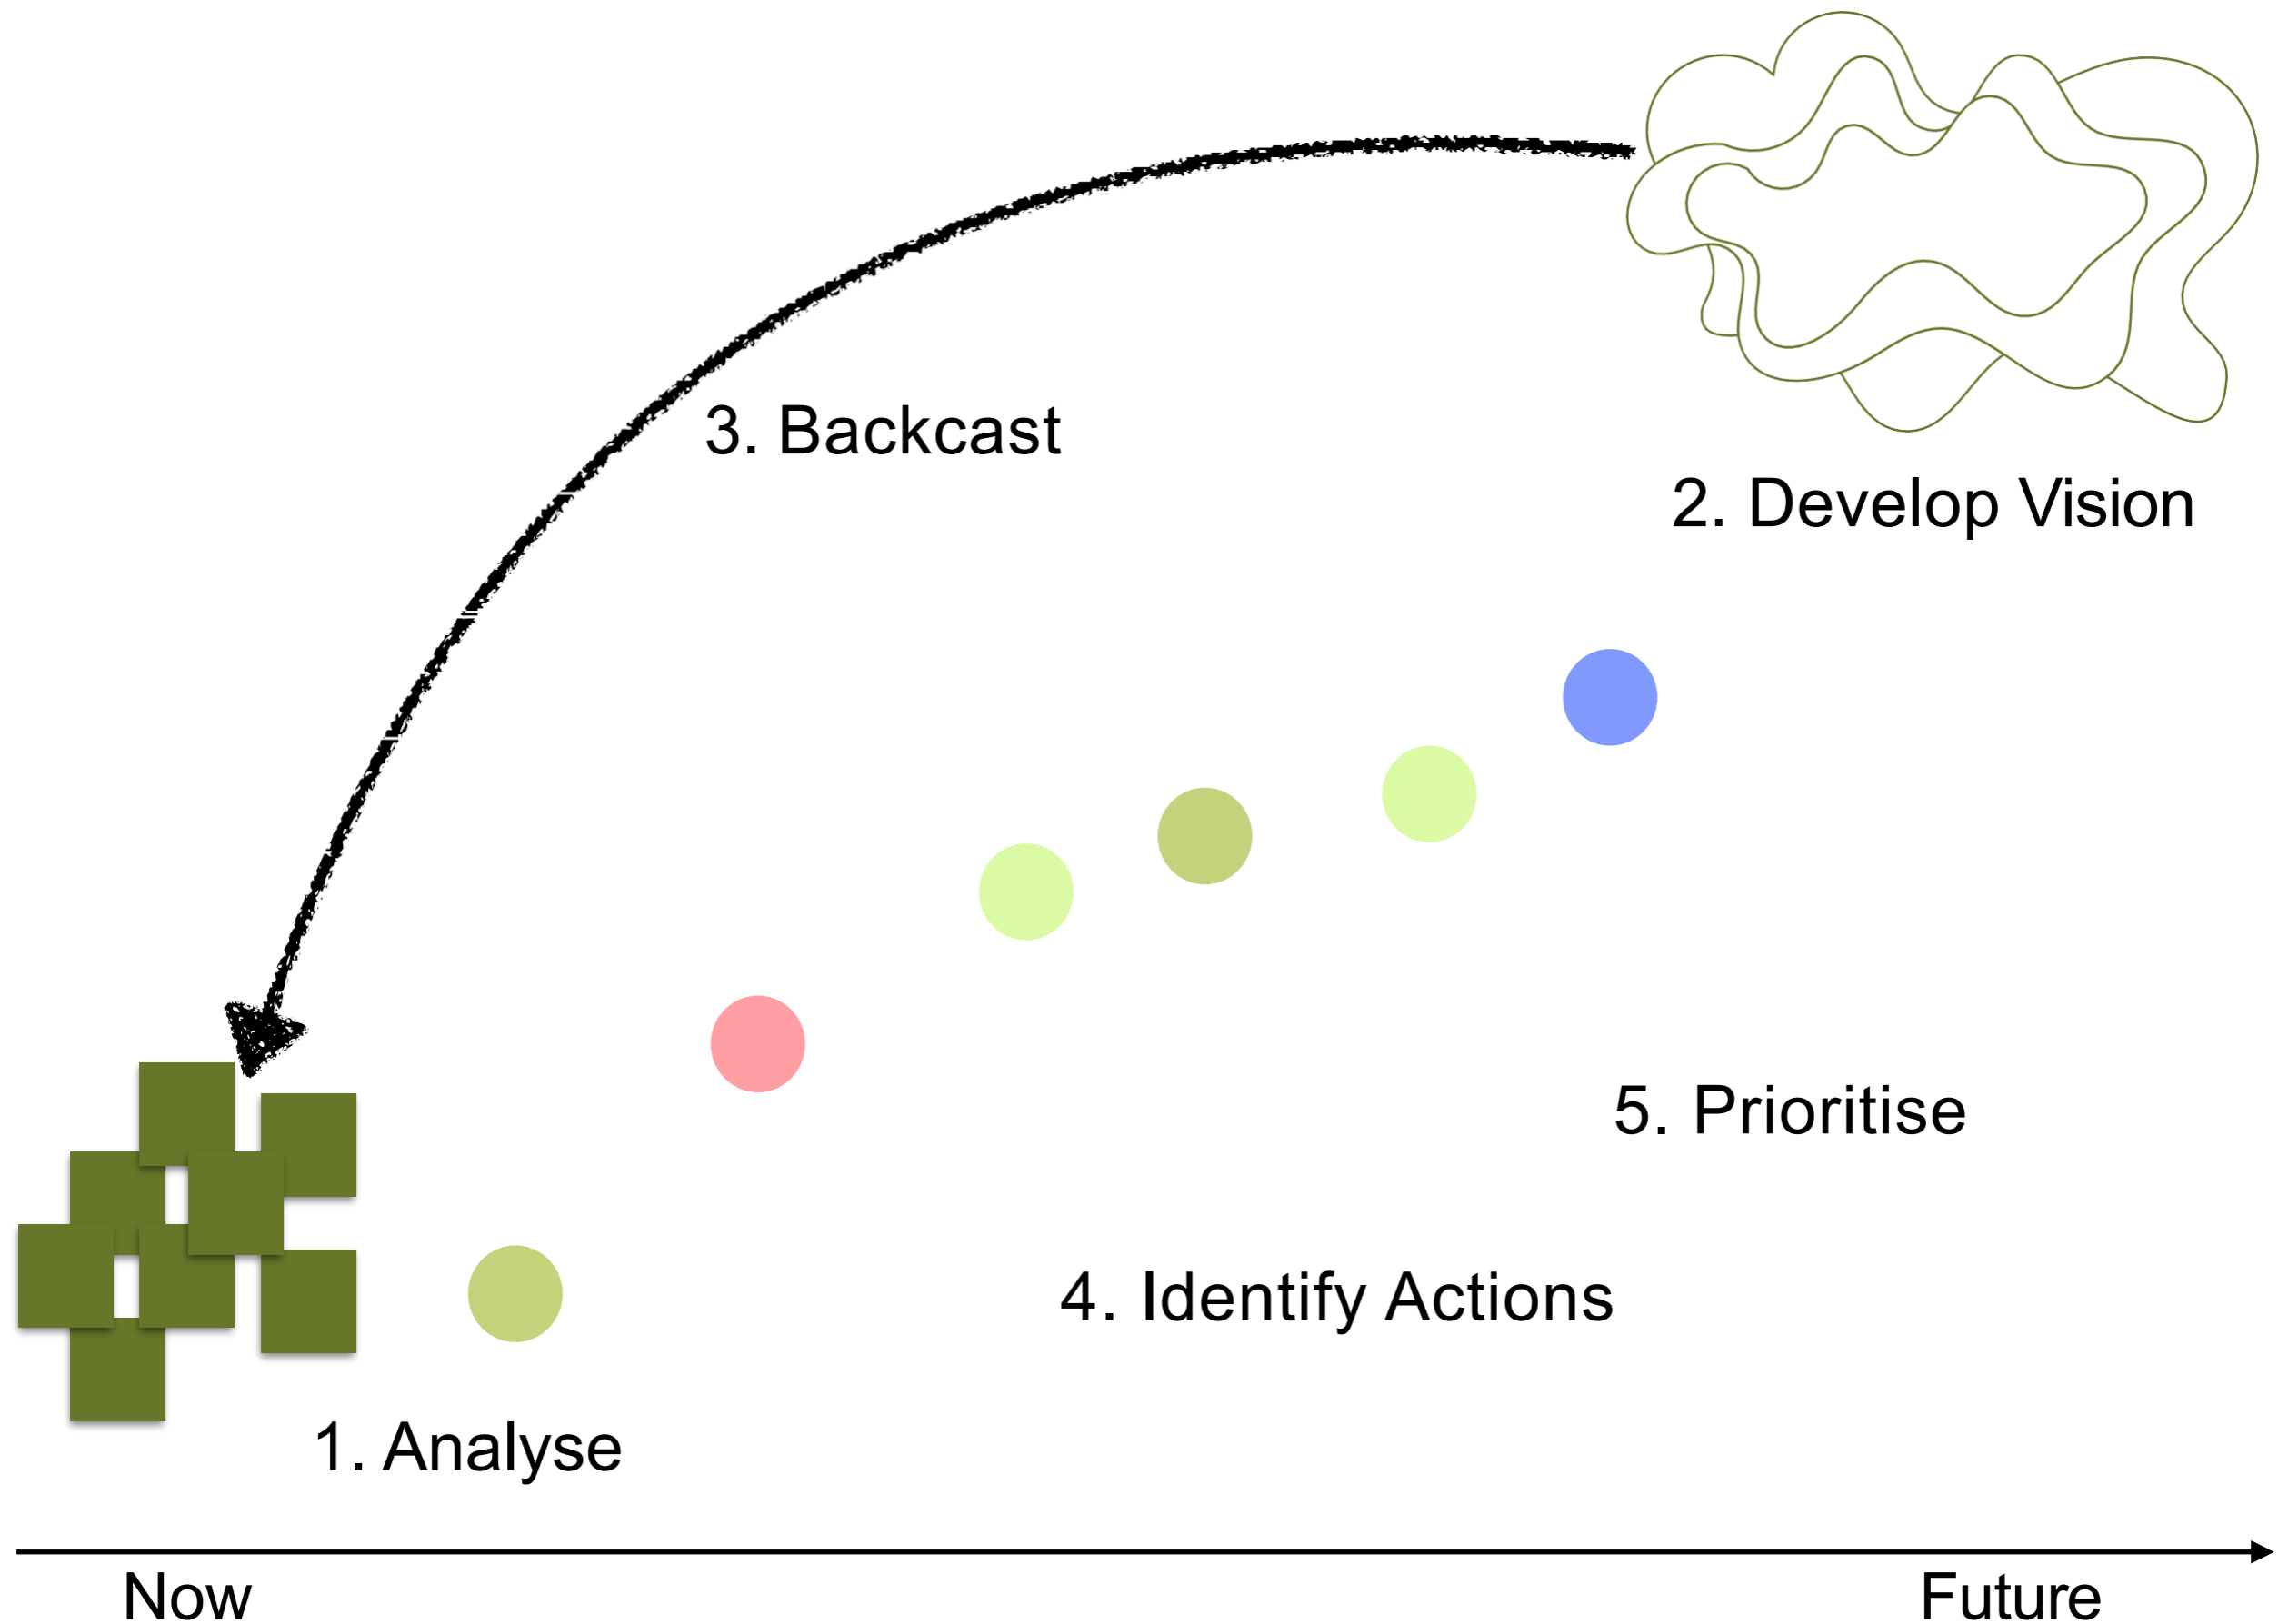 3. Backcast
2. Develop Vision
5. Prioritise
4. Identify Actions
1. Analyse
Now
Future